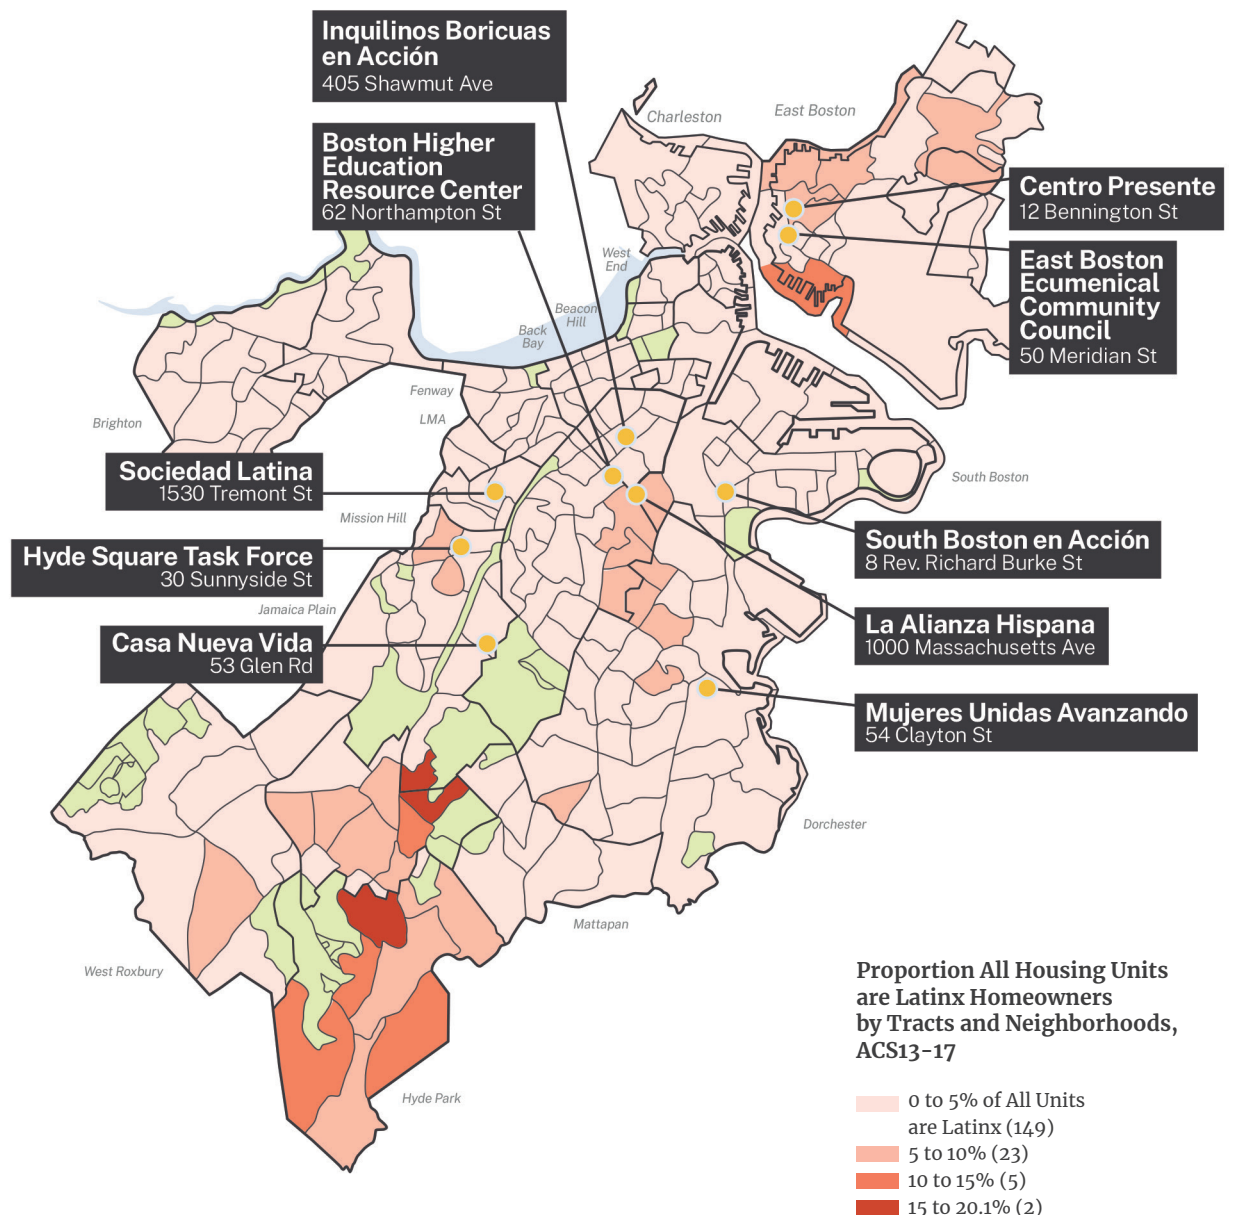 Inquilinos Boricuas
en Acción
405 Shawmut Ave
Charleston
East Boston
Boston Higher
Education
Resource Center
62 Northampton St
Centro Presente
12 Bennington St
East Boston
Ecumenical
Community
Council
50 Meridian St
West
End
Beacon
Hill
Back
Bay
Fenway
LMA
Brighton
Sociedad Latina
1530 Tremont St
South Boston
Mission Hill
South Boston en Acción
8 Rev. Richard Burke St
Hyde Square Task Force
30 Sunnyside St
Jamaica Plain
La Alianza Hispana
1000 Massachusetts Ave
Casa Nueva Vida
53 Glen Rd
Mujeres Unidas Avanzando
54 Clayton St
Dorchester
Mattapan
West Roxbury
Hyde Park
Proportion All Housing Units
are Latinx Homeowners
by Tracts and Neighborhoods,
ACS13-17
0 to 5% of All Units
are Latinx (149)
5 to 10% (23)
10 to 15% (5)
15 to 20.1% (2)